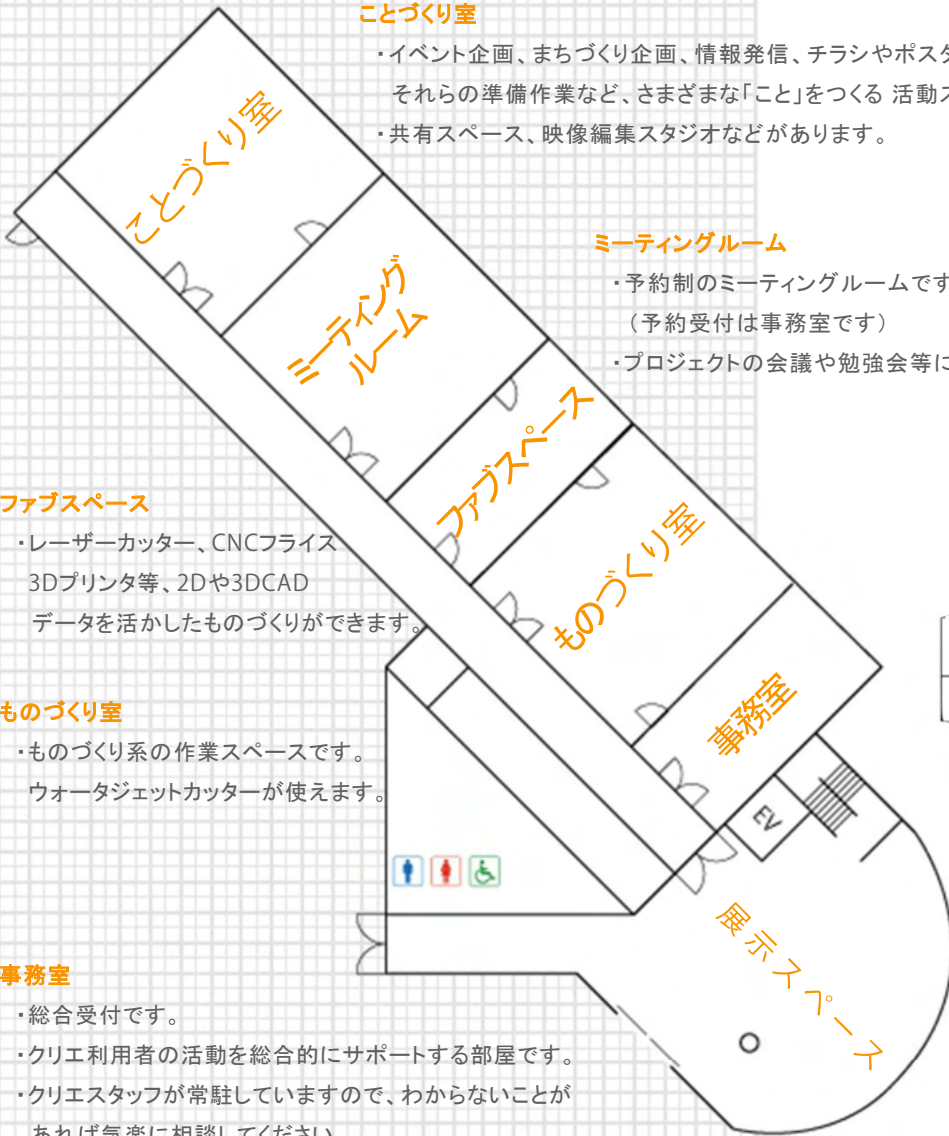 ことづくり室
・イベント企画、まちづくり企画、情報発信、チラシやポスタ
それらの準備作業など、さまざまな「こと」をつくる 活動ス
・共有スペース、映像編集スタジオなどがあります。
ミーティングルーム
・予約制のミーティングルームです
（予約受付は事務室です）
・プロジェクトの会議や勉強会等に
ことづくり室
ミーティング
ルーム
ファブスペース
ものづくり室
事務室
EV
展示スペース
ファブスペース
・レーザーカッター、CNCフライス
3Dプリンタ等、2Dや3DCAD
データを活かしたものづくりができます。
ものづくり室
・ものづくり系の作業スペースです。
ウォータジェットカッターが使えます。
事務室
・総合受付です。
・クリエ利用者の活動を総合的にサポートする部屋です。
・クリエスタッフが常駐していますので、わからないことが
あれば気楽に相談してください